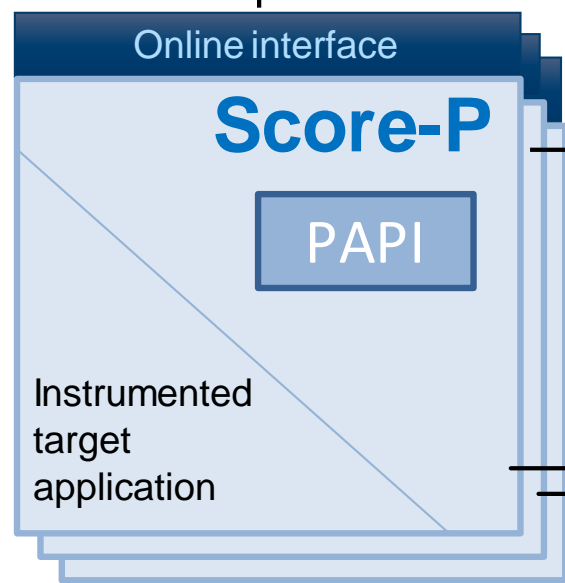 Online interface
Score-P
PAPI
Instrumented
target
application